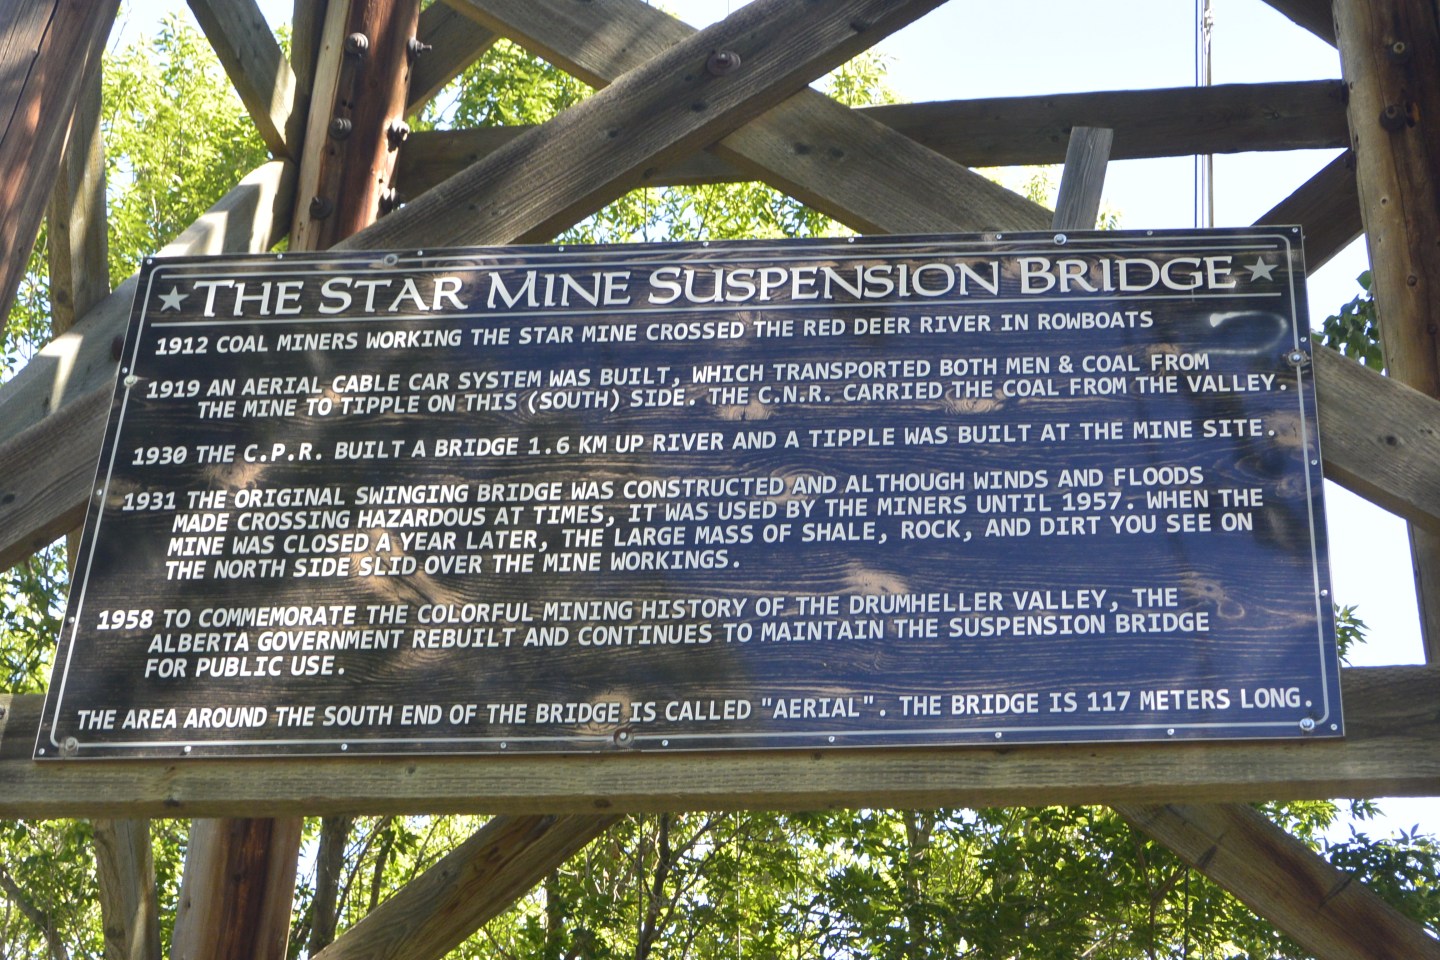 THE STAR MINE SUSPENSION BRIDGE
1912 COAL MINERS WORKING THE STAR MINE CROSSED THE RED DEER RIVER IN ROWBOATS
1919 AN AERIAL CABLE CAR SYSTEM WAS BUILT, WHICH TRANSPORTED BOTH MEN & COAL FROM
THE MINE TO TIPPLE ON THIS (SOUTH) SIDE. THE C.N.R. CARRIED THE COAL FROM THE VALLEY.
1930 THE C.P.R. BUILT A BRIDGE 1.6 KM UP RIVER AND A TIPPLE WAS BUILT AT THE MINE SITE.
1931 THE ORIGINAL SWINGING BRIDGE WAS CONSTRUCTED AND ALTHOUGH WINDS AND FLOODS
MADE CROSSING HAZARDOUS AT TIMES, IT WAS USED BY THE MINERS UNTIL 1957. WHEN THE
MINE WAS CLOSED A YEAR LATER, THE LARGE MASS OF SHALE, ROCK, AND DIRT YOU SEE ON
THE NORTH SIDE SLID OVER THE MINE WORKINGS.
1958 TO COMMEMORATE THE COLORFUL MINING HISTORY OF THE DRUMHELLER VALLEY, THE
ALBERTA GOVERNMENT REBUILT AND CONTINUES TO MAINTAIN THE SUSPENSION BRIDGE
FOR PUBLIC USE.
THE AREA AROUND THE SOUTH END OF THE BRIDGE IS CALLED "AERIAL". THE BRIDGE IS 117 METERS LONG.